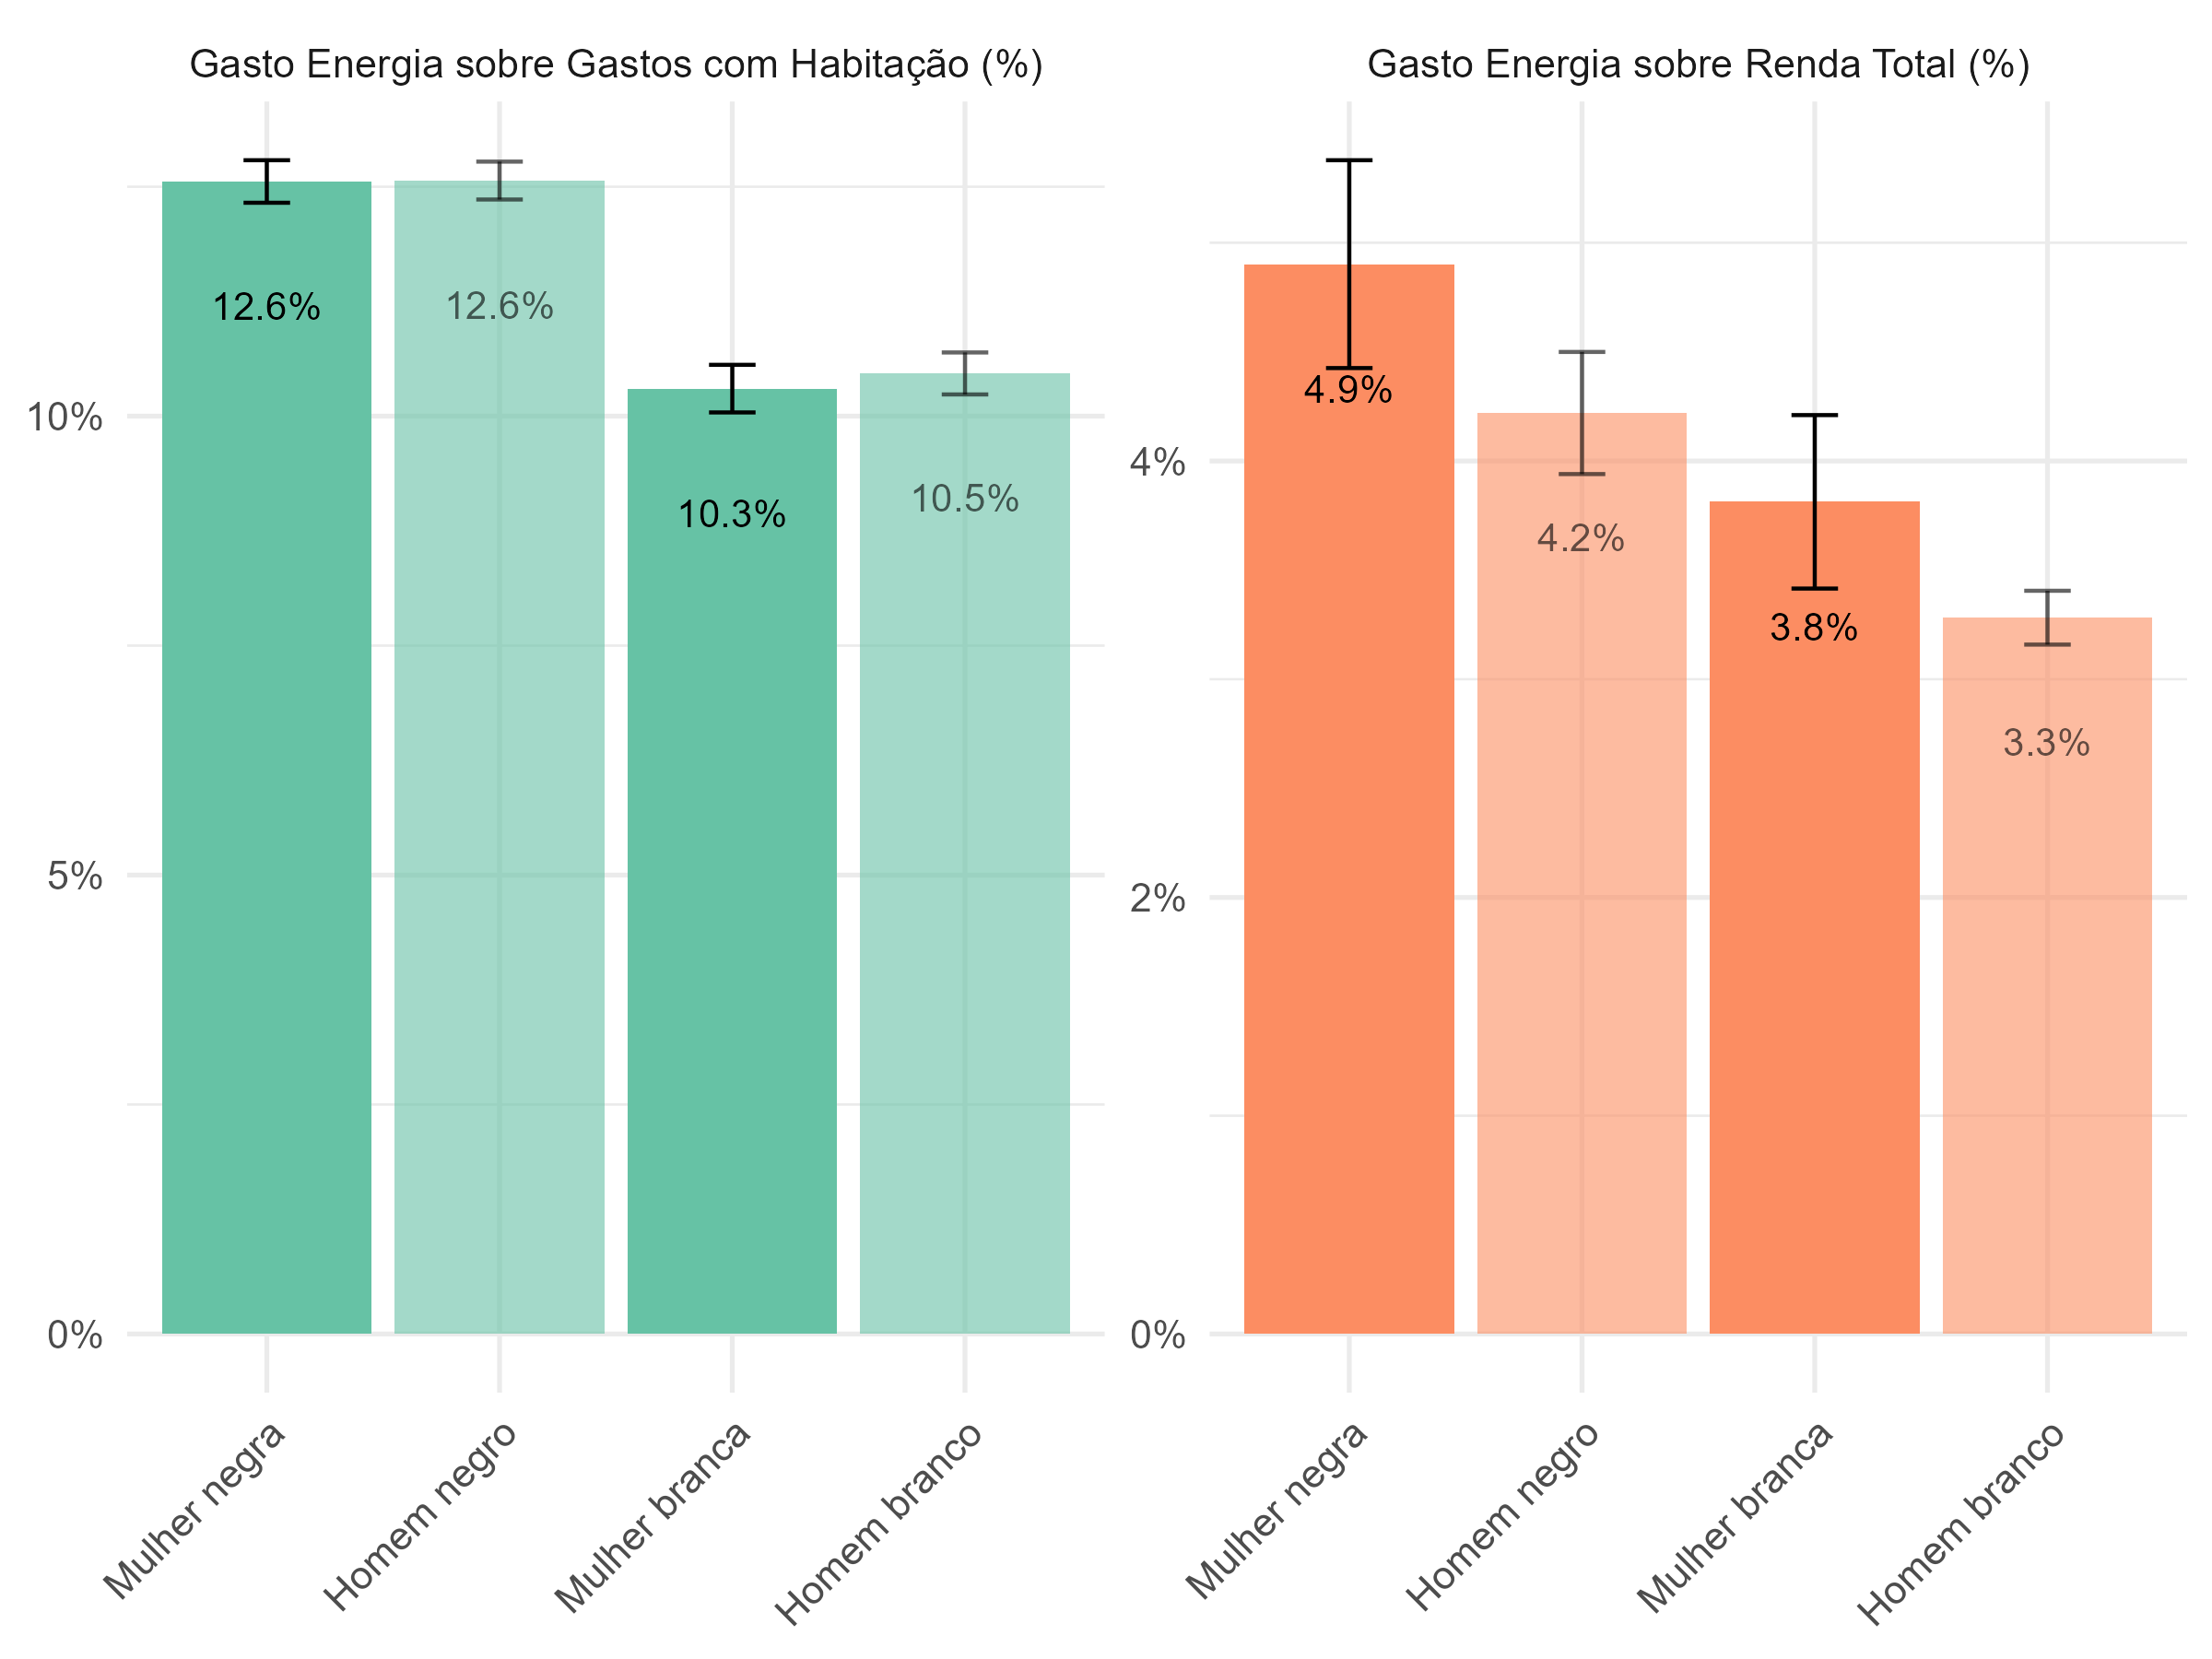 Gasto Energia sobre Gastos com Habitação (%)
12.6%
12.6%
10.3%
10.5%
10%
5%
0%
Mulher negra
Homem negro
Mulher branca
Homem branco
Gasto Energia sobre Renda Total (%)
4.9%
4.2%
3.8%
3.3%
4%
2%
0%
Mulher negra
Homem negro
Mulher branca
Homem branco